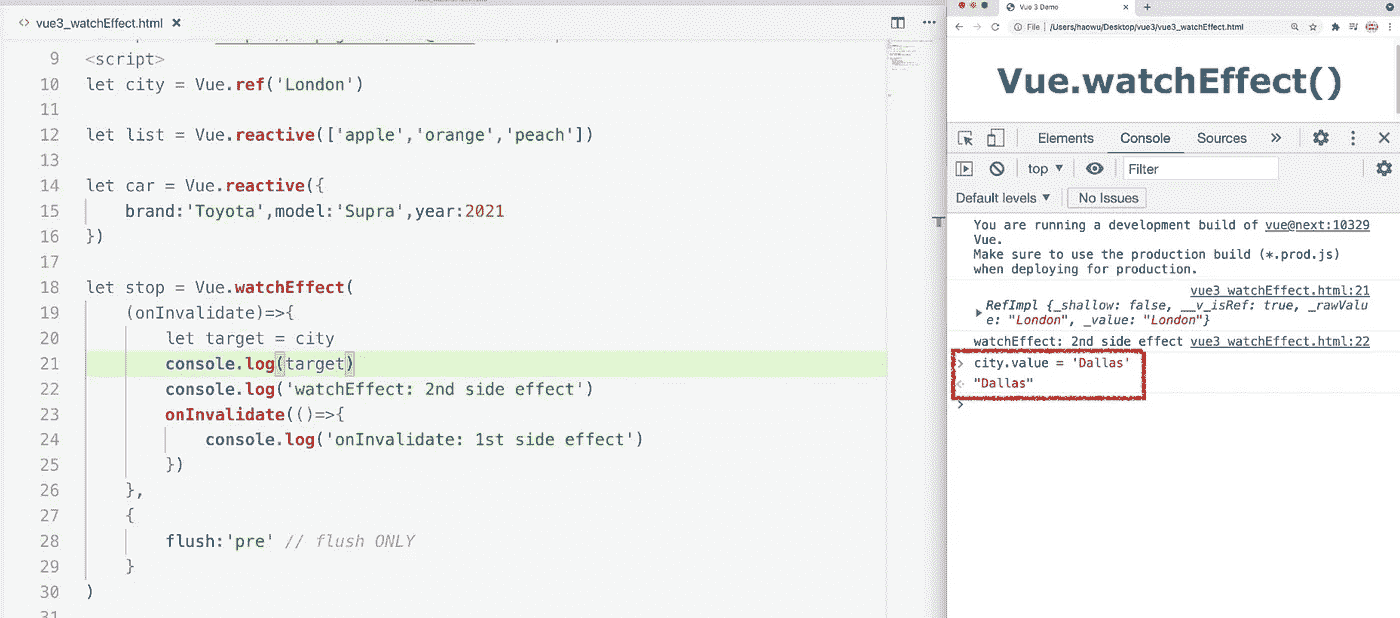 vue3_watchEffect.html
9 <script>
10 let city = Vue.ref('London')
11
12 let list = Vue.reactive(['apple','orange','peach'])
13
14 let car = Vue.reactive({
15 brand:'Toyota',model:'Supra',year:2021
16 })
17
18 let stop = Vue.watchEffect(
19 (onInvalidate)=>{
20 let target = city
21 console.log(target)
22 console.log('watchEffect: 2nd side effect')
23 onInvalidate(()=>{
24 console.log('onInvalidate: 1st side effect')
25 })
26 },
27 {
28 flush:'pre' // flush ONLY
29 }
30 )
31
Vue 3 Demo
File /Users/haowu/Desktop/vue3/vue3_watchEffect.html
Vue.watchEffect()
Elements Console Sources
top Filter
Default levels No Issues
You are running a development build of vue@next:10329
Vue.
Make sure to use the production build (*.prod.js)
when deploying for production.
vue3 watchEffect.html:21
RefImpl {_shallow: false, __v_isRef: true, _rawValu
e: "London", _value: "London"}
watchEffect: 2nd side effect vue3 watchEffect.html:22
> city.value = 'Dallas'
"Dallas"
>